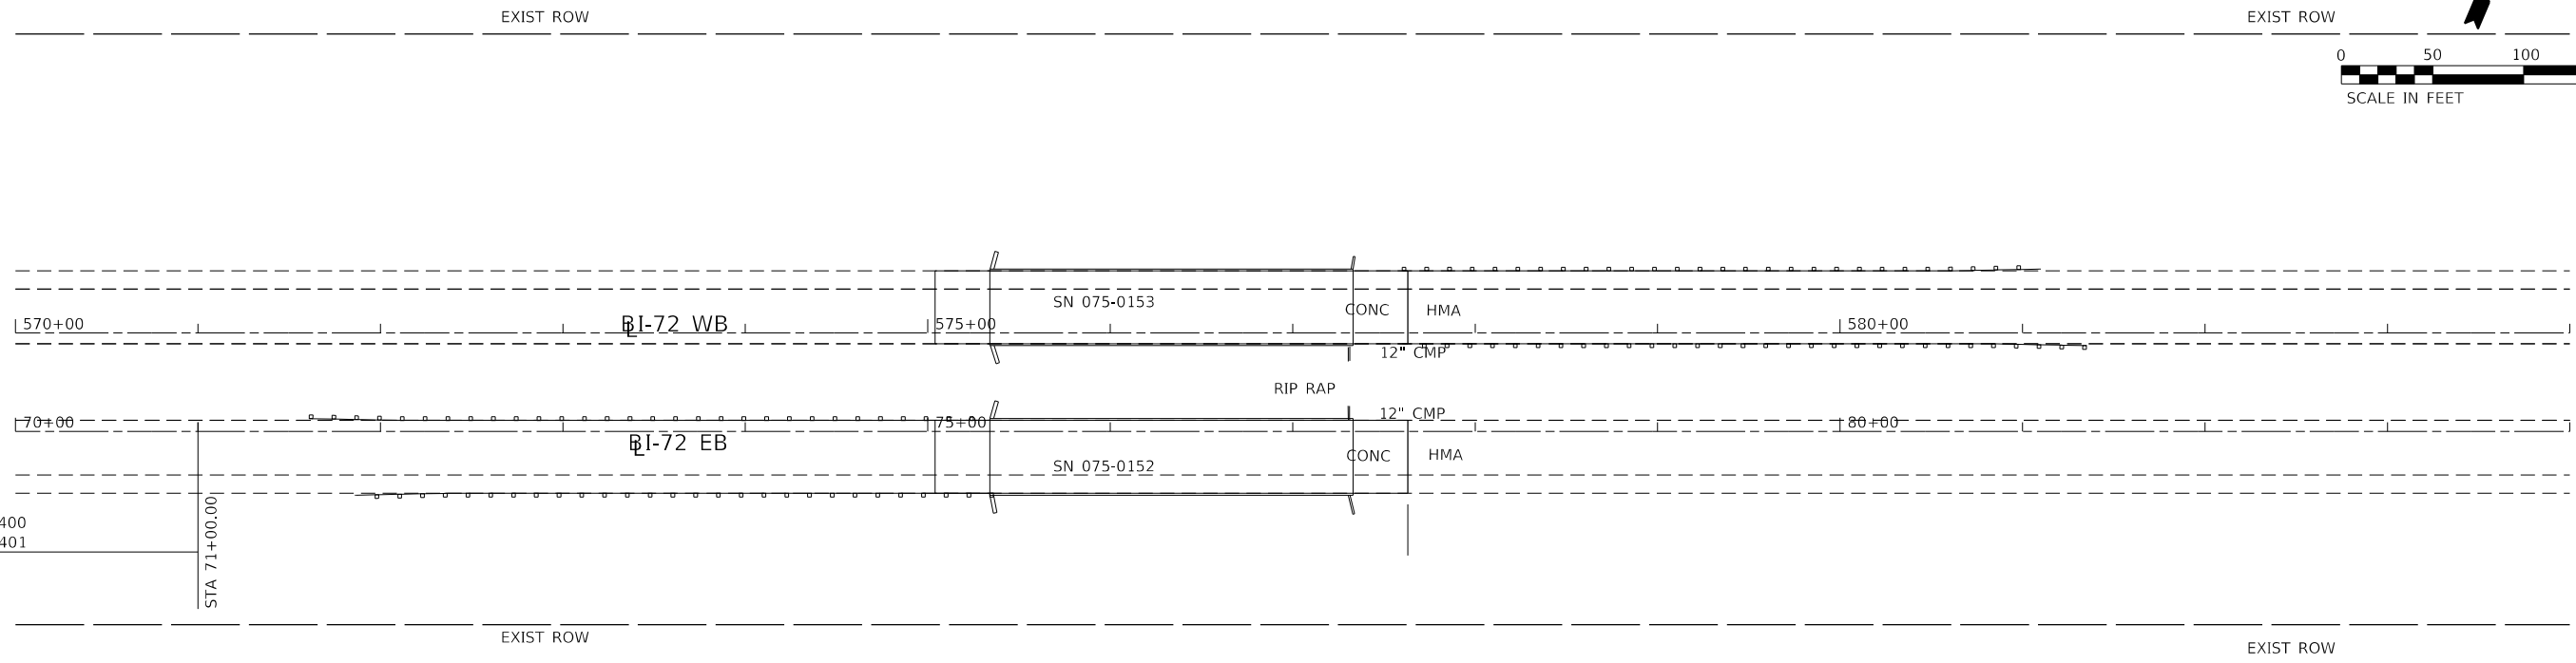 EXIST ROW
EXIST ROW
0 50 100
SCALE IN FEET
SN 075-0153
CONC HMA
570+00
BI-72 WB
575+00
580+00
12" CMP
RIP RAP
12" CMP
70+00
75+00
80+00
BI-72 EB
CONC HMA
SN 075-0152
STA 71+00.00
400
401
EXIST ROW
EXIST ROW